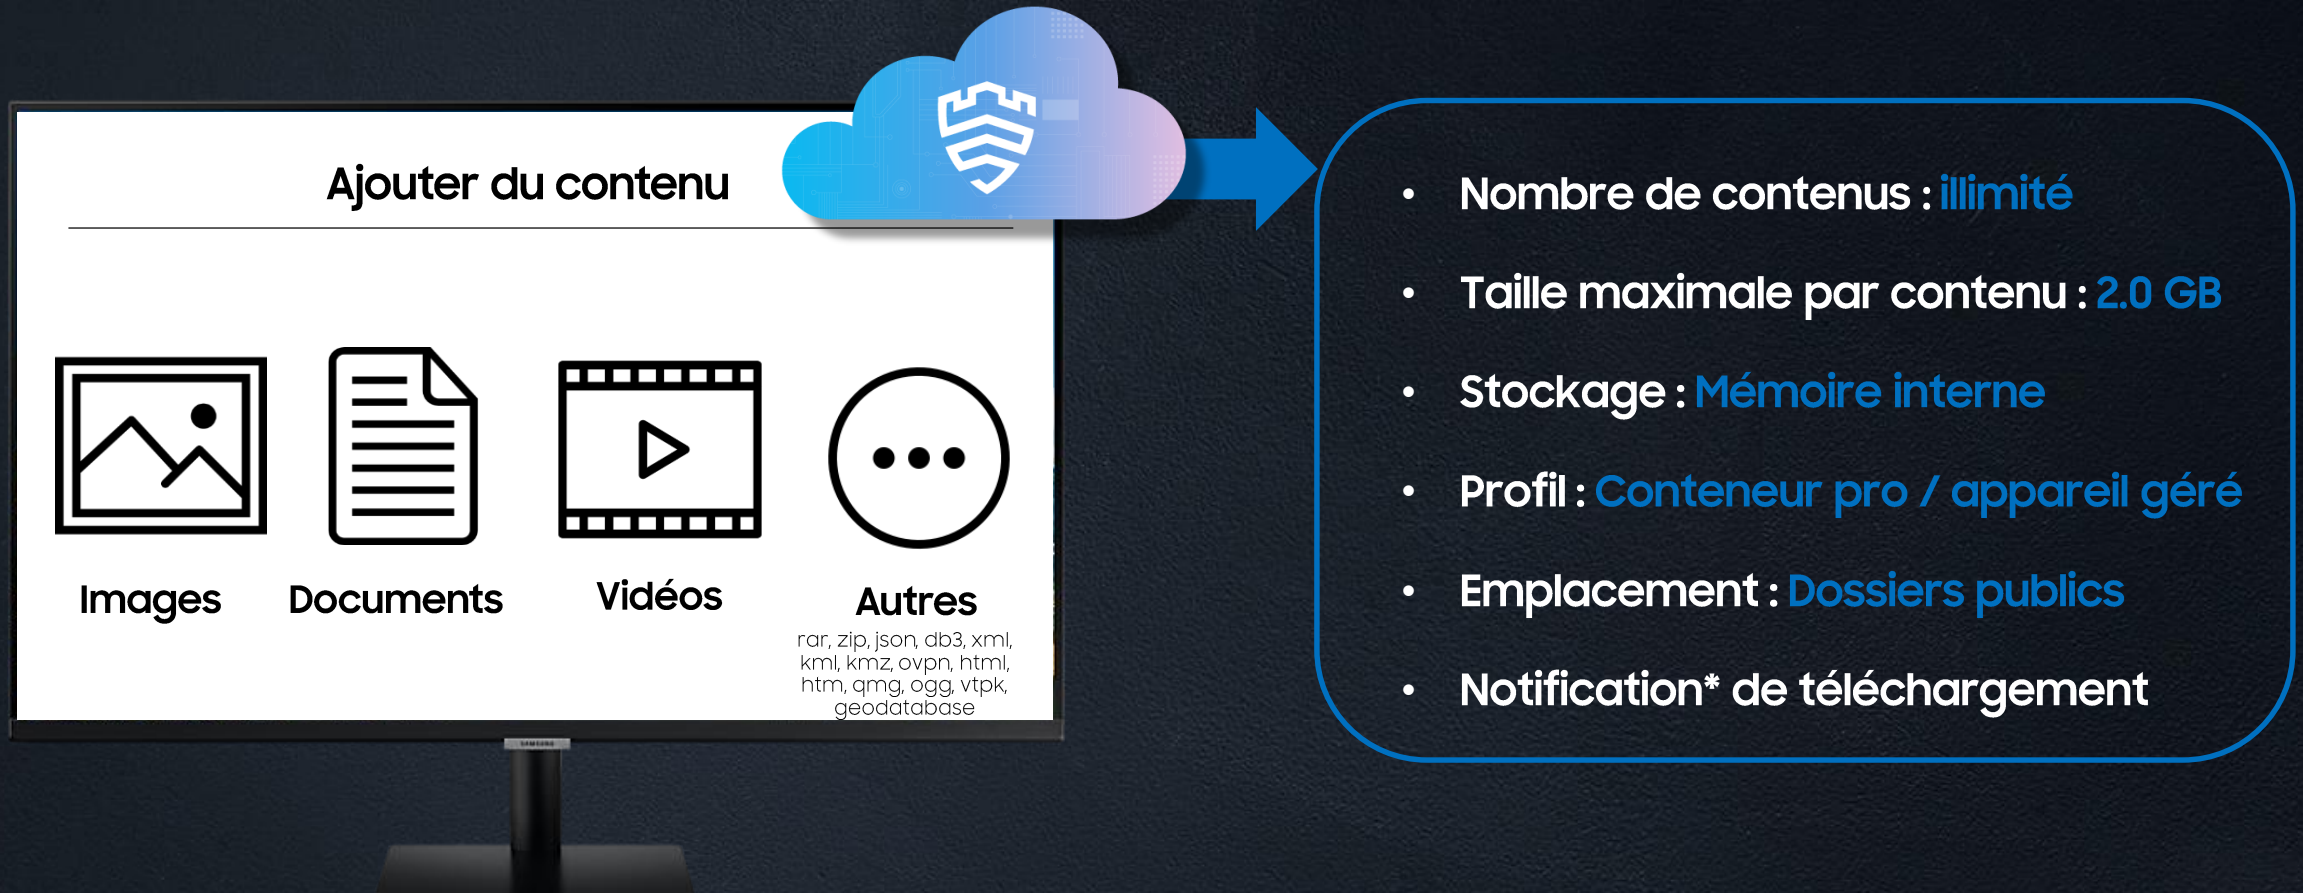 Ajouter du contenu
Images
Documents
Vidéos
Autres
rar, zip, json, db3, xml,
kml, kmz, ovpn, html,
htm, qmg, ogg, vtpk,
geodatabase
SAMSUNG
• Nombre de contenus : illimité
• Taille maximale par contenu : 2.0 GB
• Stockage : Mémoire interne
• Profil : Conteneur pro / appareil géré
• Emplacement : Dossiers publics
• Notification* de téléchargement